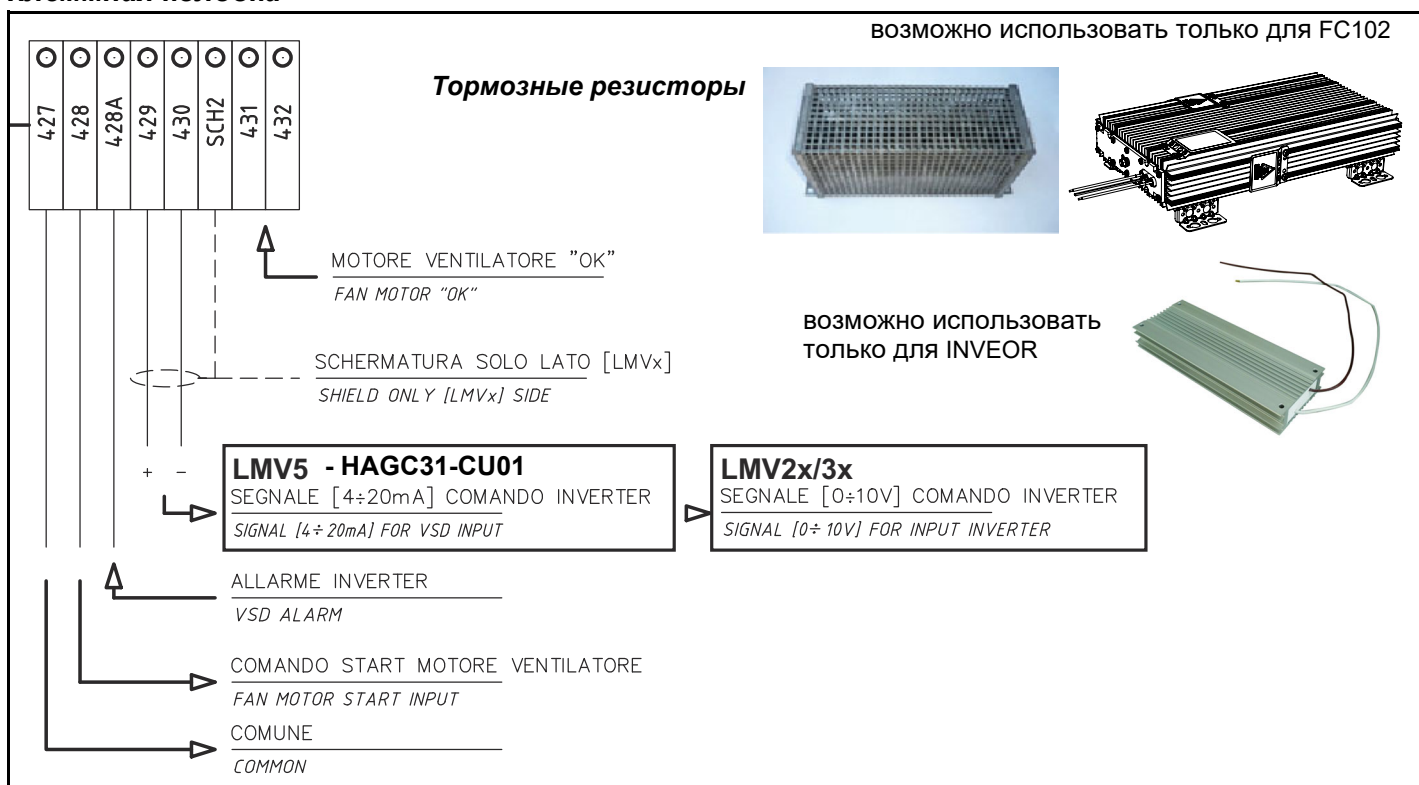 возможно использовать только для FC102
427
428
428A
429
430
SCH2
431
432
Тормозные резисторы
MOTORE VENTILATORE "OK"
FAN MOTOR "OK"
возможно использовать
только для INVEOR
SCHERMATURA SOLO LATO [LMVx]
SHIELD ONLY [LMVx] SIDE
+ −
LMV5 - HAGC31-CU01
SEGNALE [4÷20mA] COMANDO INVERTER
SIGNAL [4÷20mA] FOR VSD INPUT
LMV2x/3x
SEGNALE [0÷10V] COMANDO INVERTER
SIGNAL [0÷10V] FOR INPUT INVERTER
ALLARME INVERTER
VSD ALARM
COMANDO START MOTORE VENTILATORE
FAN MOTOR START INPUT
COMUNE
COMMON